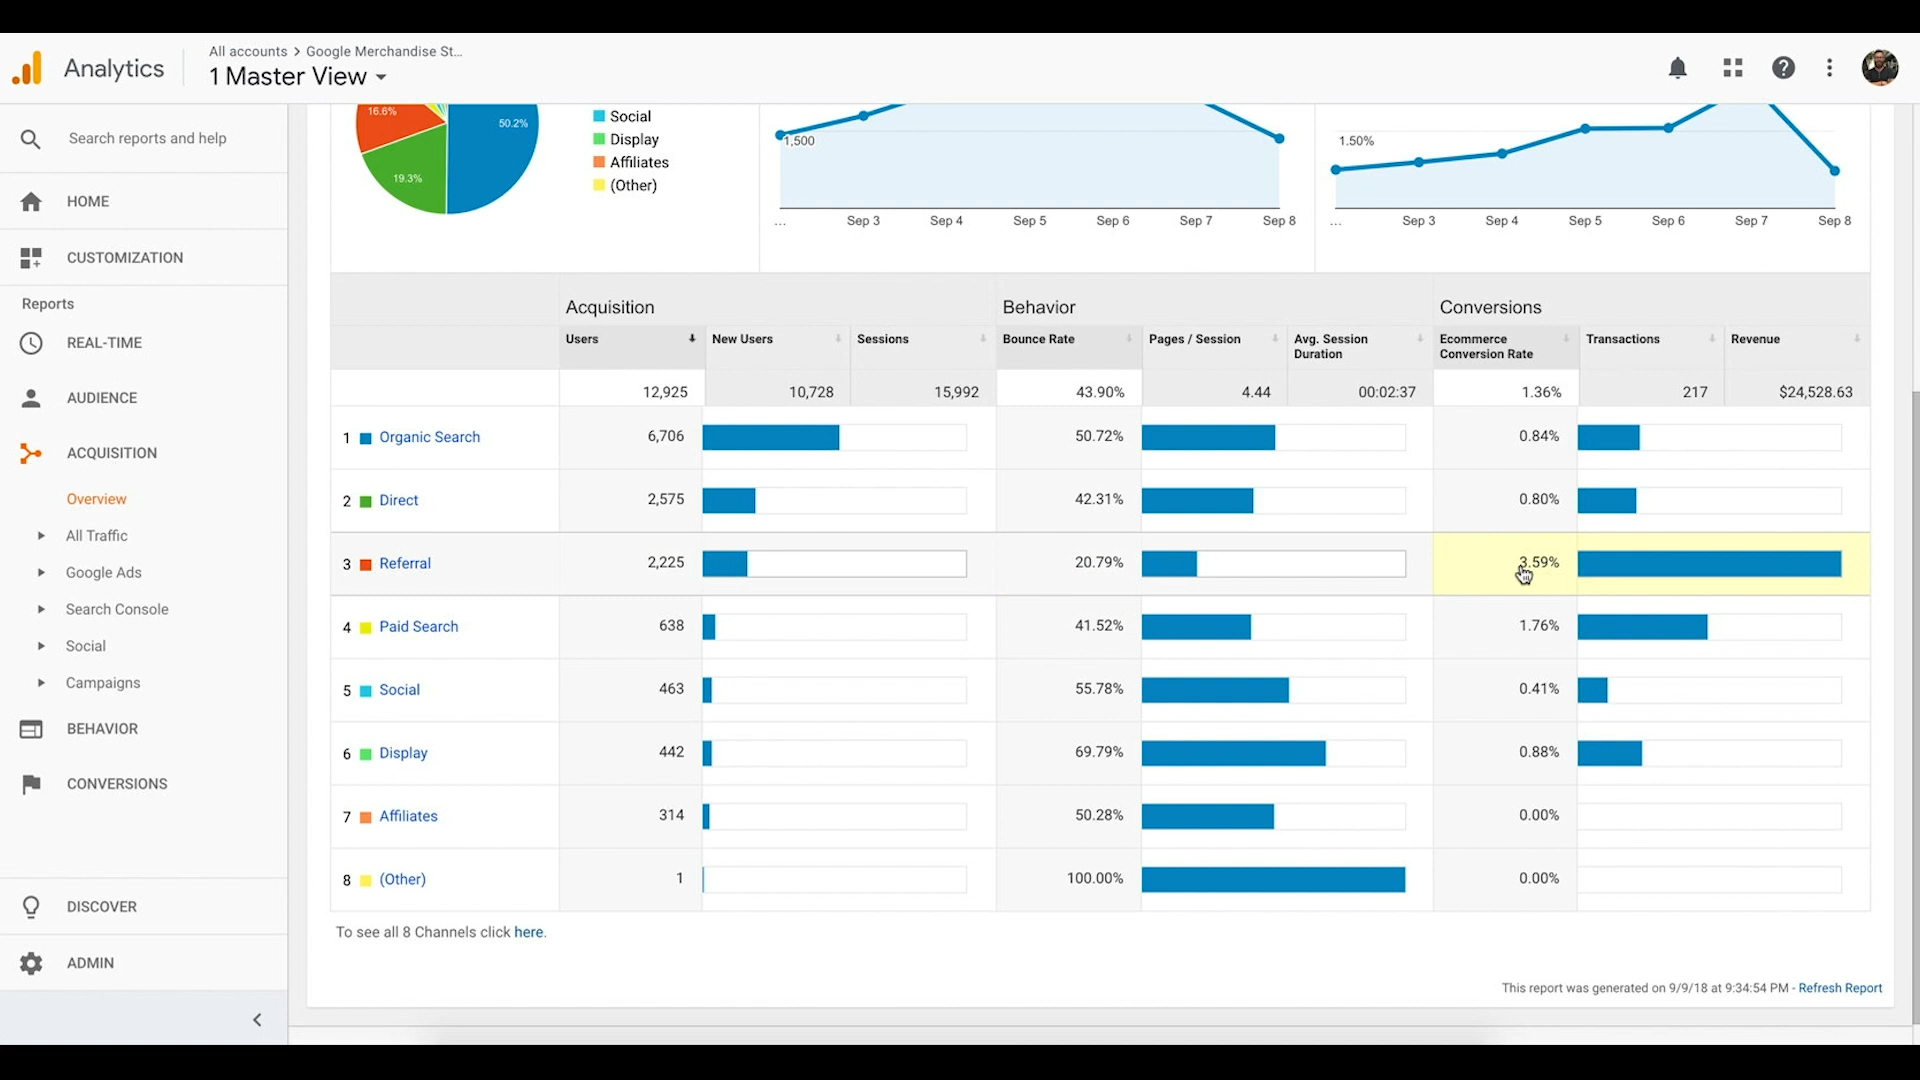 Analytics
All accounts > Google Merchandise St...
1 Master View
Search reports and help
HOME
CUSTOMIZATION
Reports
REAL-TIME
AUDIENCE
ACQUISITION
Overview
All Traffic
Google Ads
Search Console
Social
Campaigns
BEHAVIOR
CONVERSIONS
DISCOVER
ADMIN
16.6%
50.2%
19.3%
Social
Display
Affiliates
(Other)
1,500
... Sep 3 Sep 4 Sep 5 Sep 6 Sep 7 Sep 8
1.50%
... Sep 3 Sep 4 Sep 5 Sep 6 Sep 7 Sep 8
Acquisition Behavior Conversions
Users New Users Sessions Bounce Rate Pages / Session Avg. Session Duration Ecommerce Conversion Rate Transactions Revenue
12,925 10,728 15,992 43.90% 4.44 00:02:37 1.36% 217 $24,528.63
1 Organic Search 6,706 50.72% 0.84%
2 Direct 2,575 42.31% 0.80%
3 Referral 2,225 20.79% 3.59%
4 Paid Search 638 41.52% 1.76%
5 Social 463 55.78% 0.41%
6 Display 442 69.79% 0.88%
7 Affiliates 314 50.28% 0.00%
8 (Other) 1 100.00% 0.00%
To see all 8 Channels click here.
This report was generated on 9/9/18 at 9:34:54 PM - Refresh Report